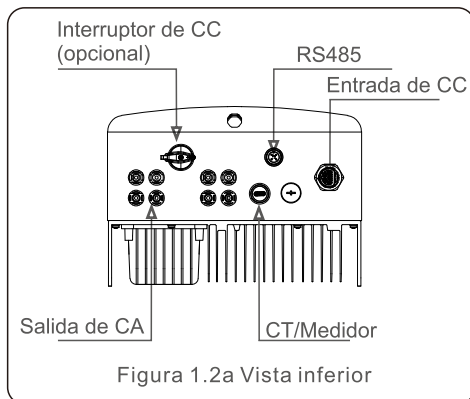 Interruptor de CC
(opcional)
RS485
Entrada de CC
Salida de CA
CT/Medidor
Figura 1.2a Vista inferior